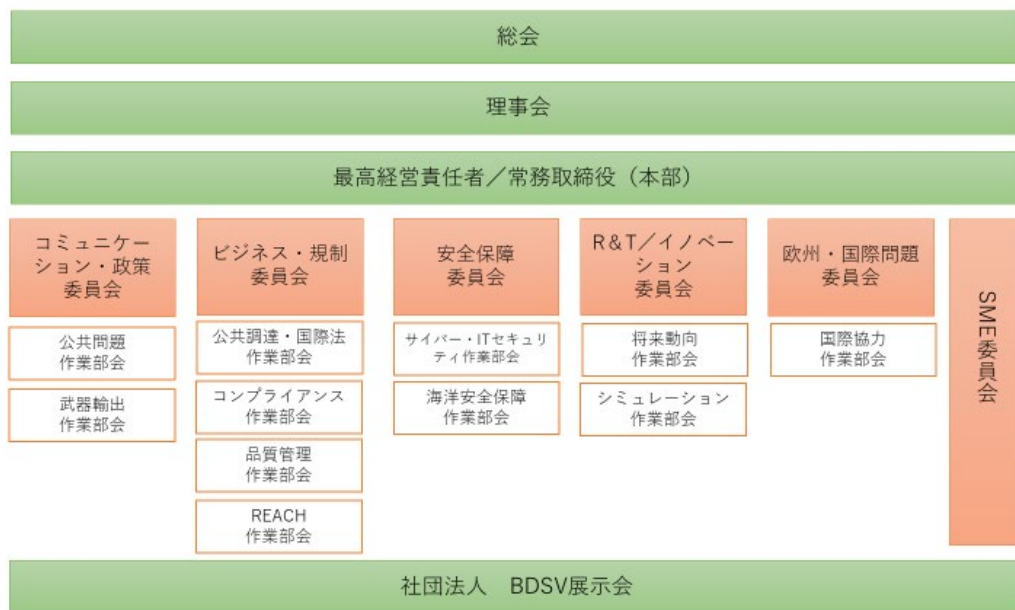 総会
理事会
最高経営責任者／常務取締役（本部）
コミュニケー
ション・政策
委員会
公共問題
作業部会
武器輸出
作業部会
ビジネス・規制
委員会
公共調達・国際法
作業部会
コンプライアンス
作業部会
品質管理
作業部会
REACH
作業部会
安全保障
委員会
サイバー・ITセキュリ
ティ作業部会
海洋安全保障
作業部会
R＆T／イノベー
ション
委員会
将来動向
作業部会
シミュレーション
作業部会
欧州・国際問題
委員会
国際協力
作業部会
SME委員会
社団法人　BDSV展示会